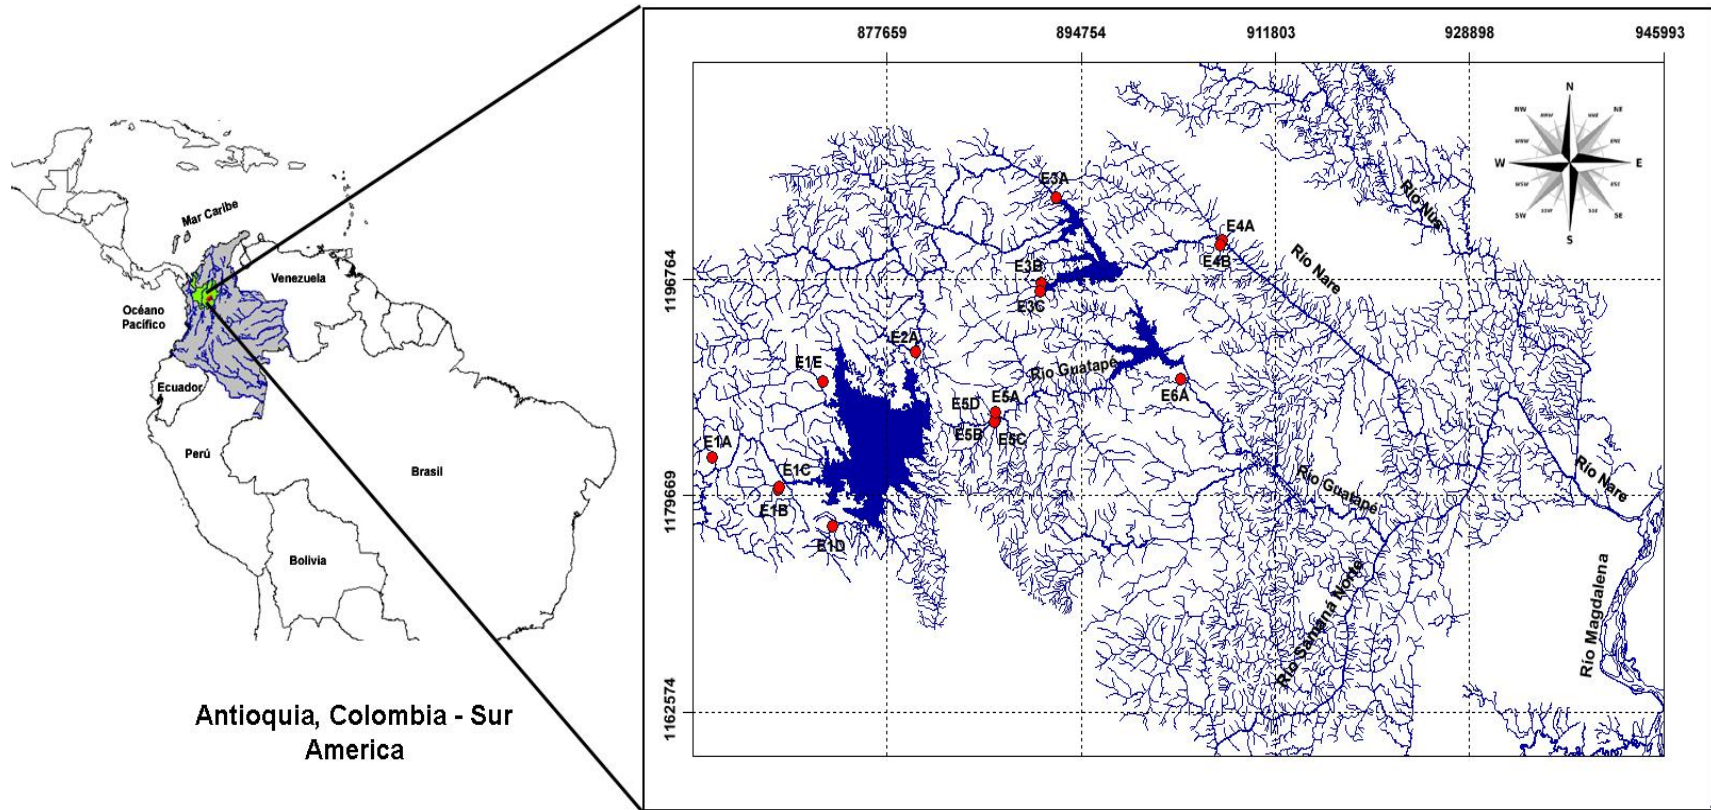 Mar Caribe
Venezuela
Océano
Pacífico
Ecuador
Perú
Brasil
Bolivia
Antioquia, Colombia - Sur
America
877659
894754
911803
928898
945993
1196764
1179669
1162574
N
NW
NE
W
E
SW
SE
S
E3A
Río Nus
E4A
E4B
Río Nare
E3B
E3C
E2A
E1E
Río Guatapé
E6A
E5D
E5A
E5B
E5C
E1A
E1C
E1B
E1D
Río Guatapé
Río Nare
Río Samaná Norte
Río Magdalena